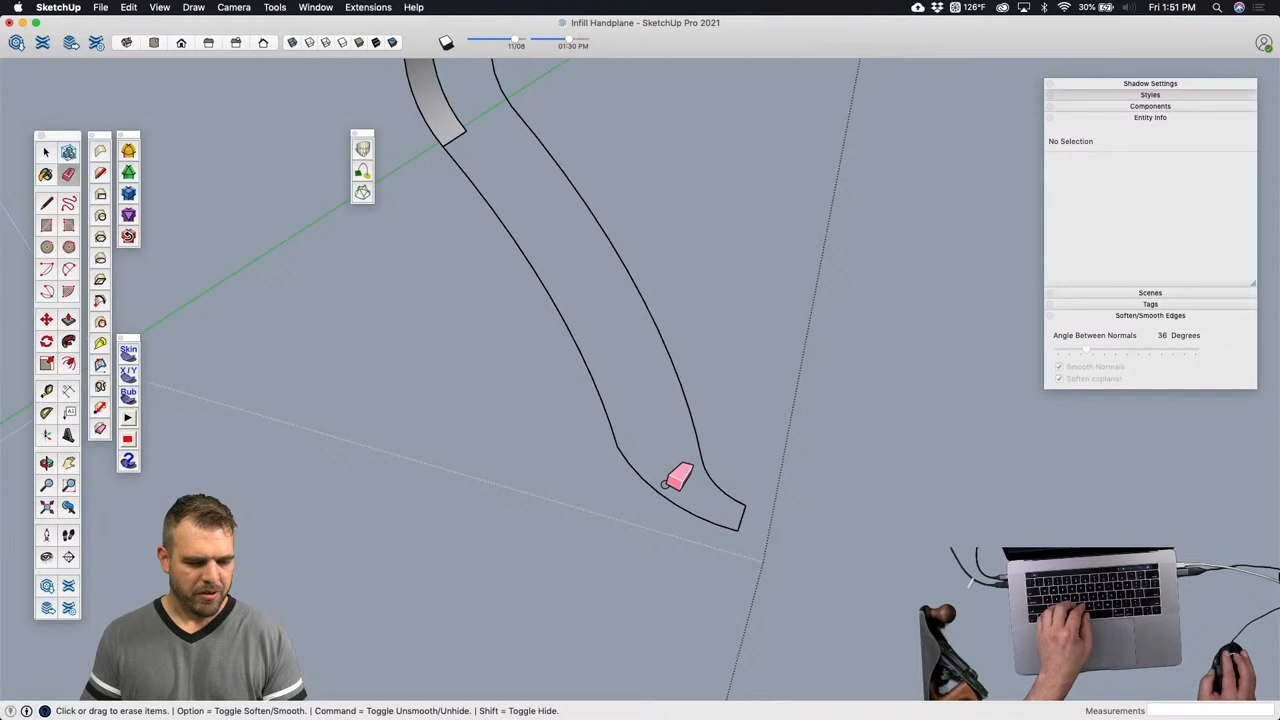 SketchUp File Edit View Draw Camera Tools Window Extensions Help
126°F 30% Fri 1:51 PM
Infill Handplane - SketchUp Pro 2021
11/08 01:30 PM
Shadow Settings
Styles
Components
Entity Info
No Selection
Scenes
Tags
Soften/Smooth Edges
Angle Between Normals 36 Degrees
Smooth Normals
Soften coplanar
A1
Skin
X/Y
Bub
Click or drag to erase items. | Option = Toggle Soften/Smooth. | Command = Toggle Unsmooth/Unhide. | Shift = Toggle Hide.
Measurements